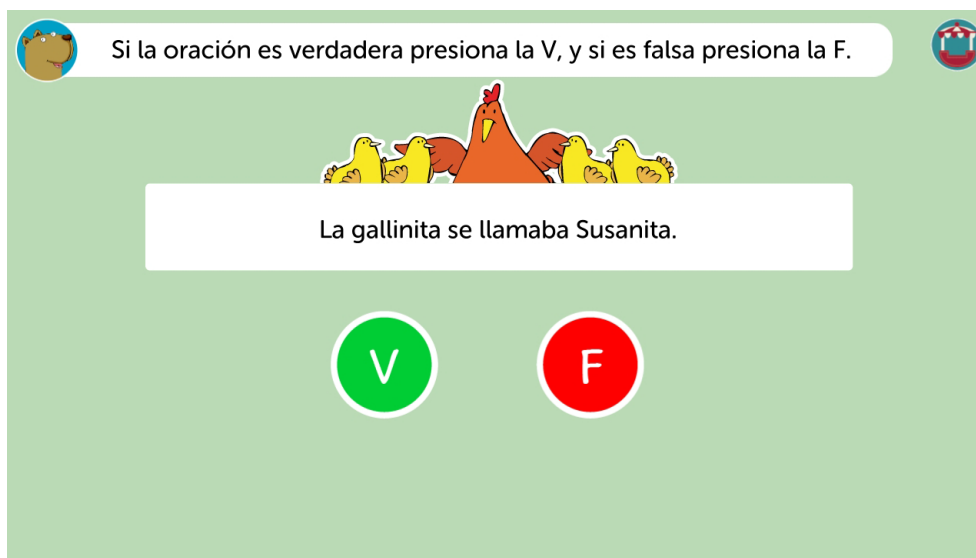 Si la oración es verdadera presiona la V, y si es falsa presiona la F.
La gallinita se llamaba Susanita.
V F